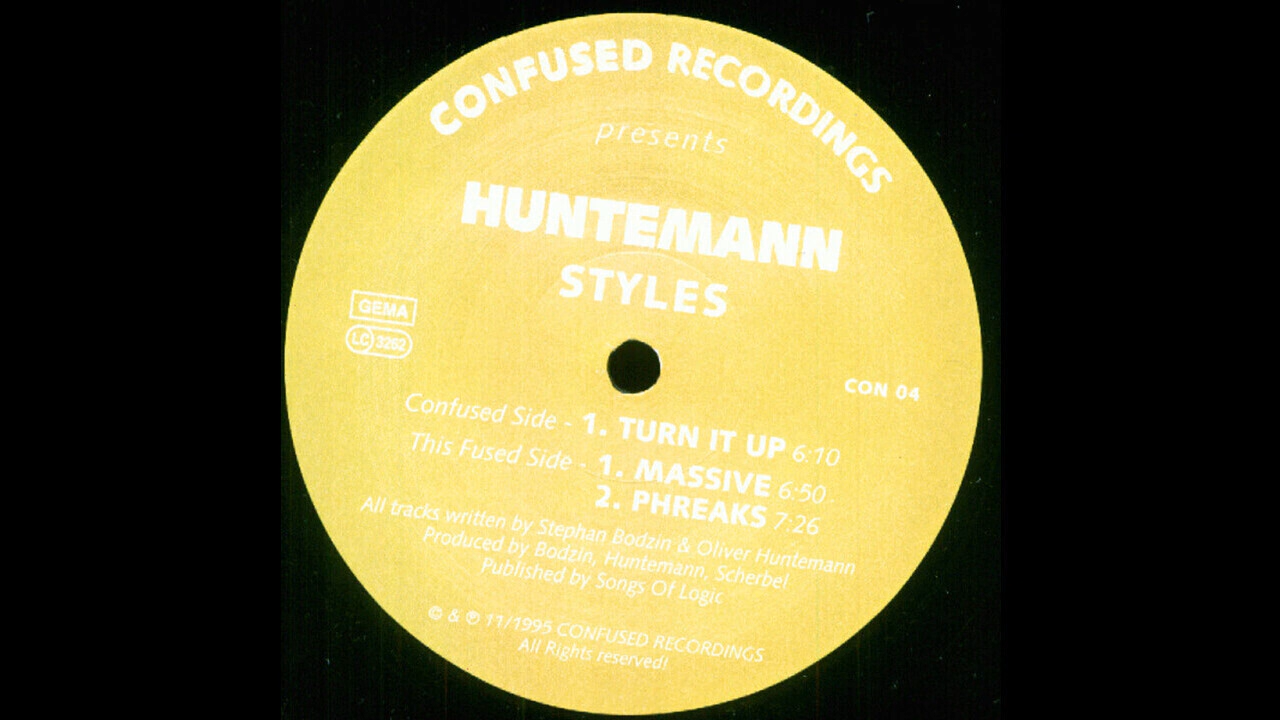 CONFUSED RECORDINGS
presents
HUNTEMANN
STYLES
GEMA
LC 3262
CON 04
Confused Side - 1. TURN IT UP 6:10
This Fused Side - 1. MASSIVE 6:50
2. PHREAKS 7:26
All tracks written by Stephan Bodzin & Oliver Huntemann
Produced by Bodzin, Huntemann, Scherbel
Published by Songs Of Logic
© & ℗ 11/1995 CONFUSED RECORDINGS
All Rights reserved!